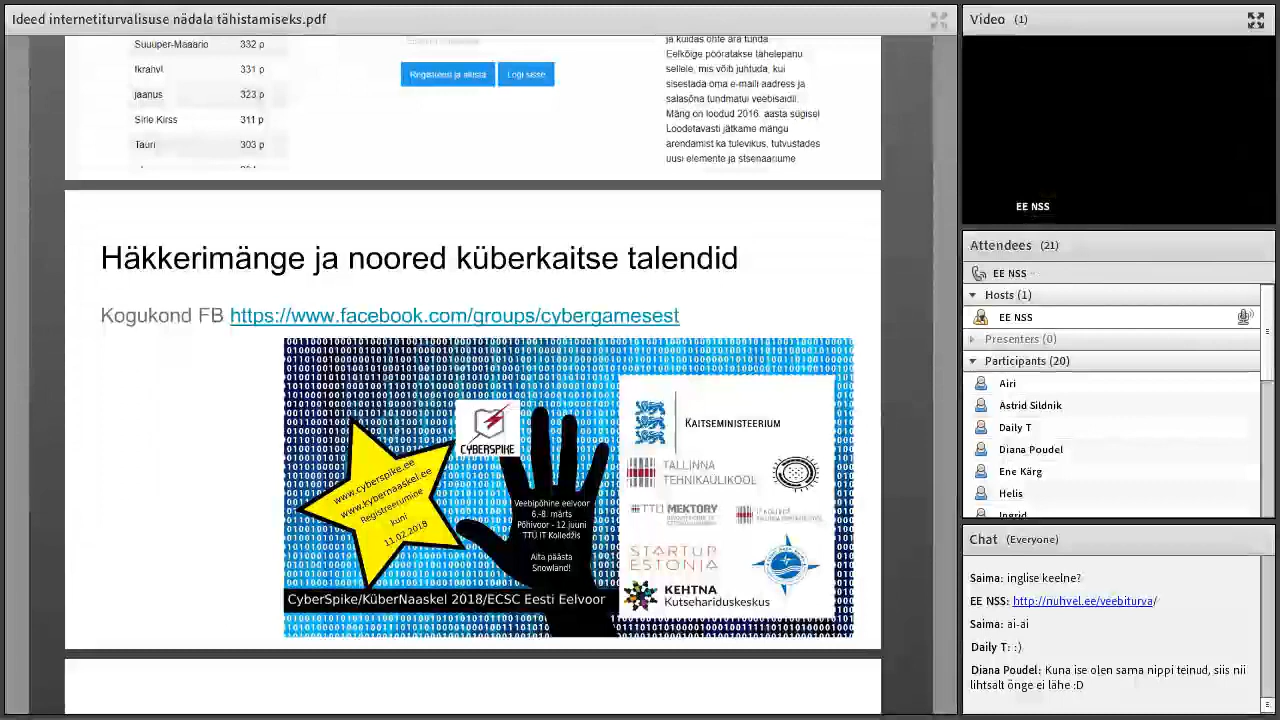 Ideed internetiturvalisuse nädala tähistamiseks.pdf
Suuuper-Maaario 332 p
Ikrahvl 331 p
jaanus 323 p
Sirle Kirss 311 p
Tauri 303 p
Registreeri ja alusta
Logi sisse
ja kuidas ohte ära tunda
Eelkõige pööratakse tähelepanu
sellele, mis võib juhtuda, kui
sisestada oma e-maili aadress ja
salasõna tundmatul veebisaidil.
Mäng on loodud 2016. aasta sügisel
Loodetavasti jätkame mängu
arendamist ka tulevikus, tutvustades
uusi elemente ja stsenaariume
Häkkerimänge ja noored küberkaitse talendid
Kogukond FB https://www.facebook.com/groups/cybergamesest
CYBERSPIKE
www.cyberspike.ee
www.kybernaaskel.ee
Registreerumine
kuni
11.02.2018
Veebipõhine eelvoor
6.-8. märts
Põhivoor - 12.juuni
TTÜ IT Kolledžis
Aita päästa
Snowland!
CyberSpike/KüberNaaskel 2018/ECSC Eesti Eelvoor
KAITSEMINISTEERIUM
TALLINNA
TEHNIKAÜLIKOOL
TTÜ MEKTORY
STARTUP
ESTONIA
KEHTNA
Kutsehariduskeskus
Video (1)
EE NSS
Attendees (21)
EE NSS
Hosts (1)
EE NSS
Presenters (0)
Participants (20)
Airi
Astrid Sildnik
Daily T
Diana Poudel
Ene Kärg
Helis
Ingrid
Chat (Everyone)
Saima: inglise keelne?
EE NSS: http://nuhvel.ee/veebiturva/
Saima: ai-ai
Daily T: :)
Diana Poudel: Kuna ise olen sama nippi teinud, siis nii
lihtsalt õnge ei lähe :D